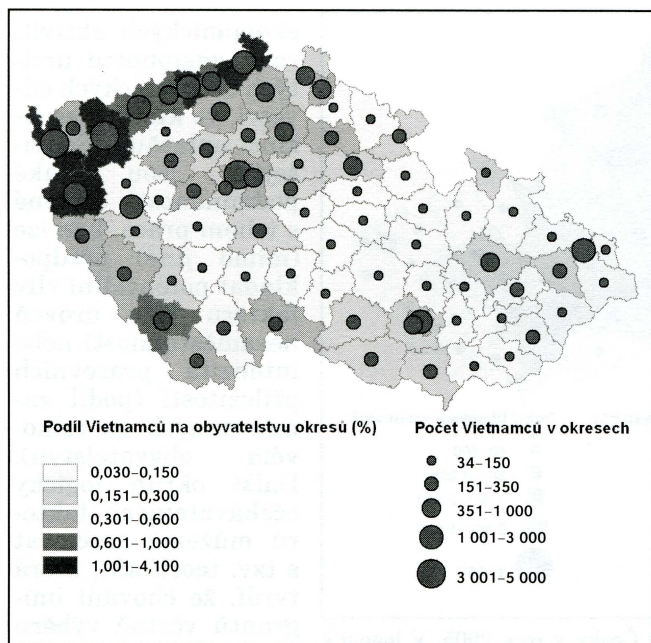 Podíl Vietnamců na obyvatelstvu okresů (%)
0,030–0,150
0,151–0,300
0,301–0,600
0,601–1,000
1,001–4,100
Počet Vietnamců v okresech
34–150
151–350
351–1 000
1 001–3 000
3 001–5 000